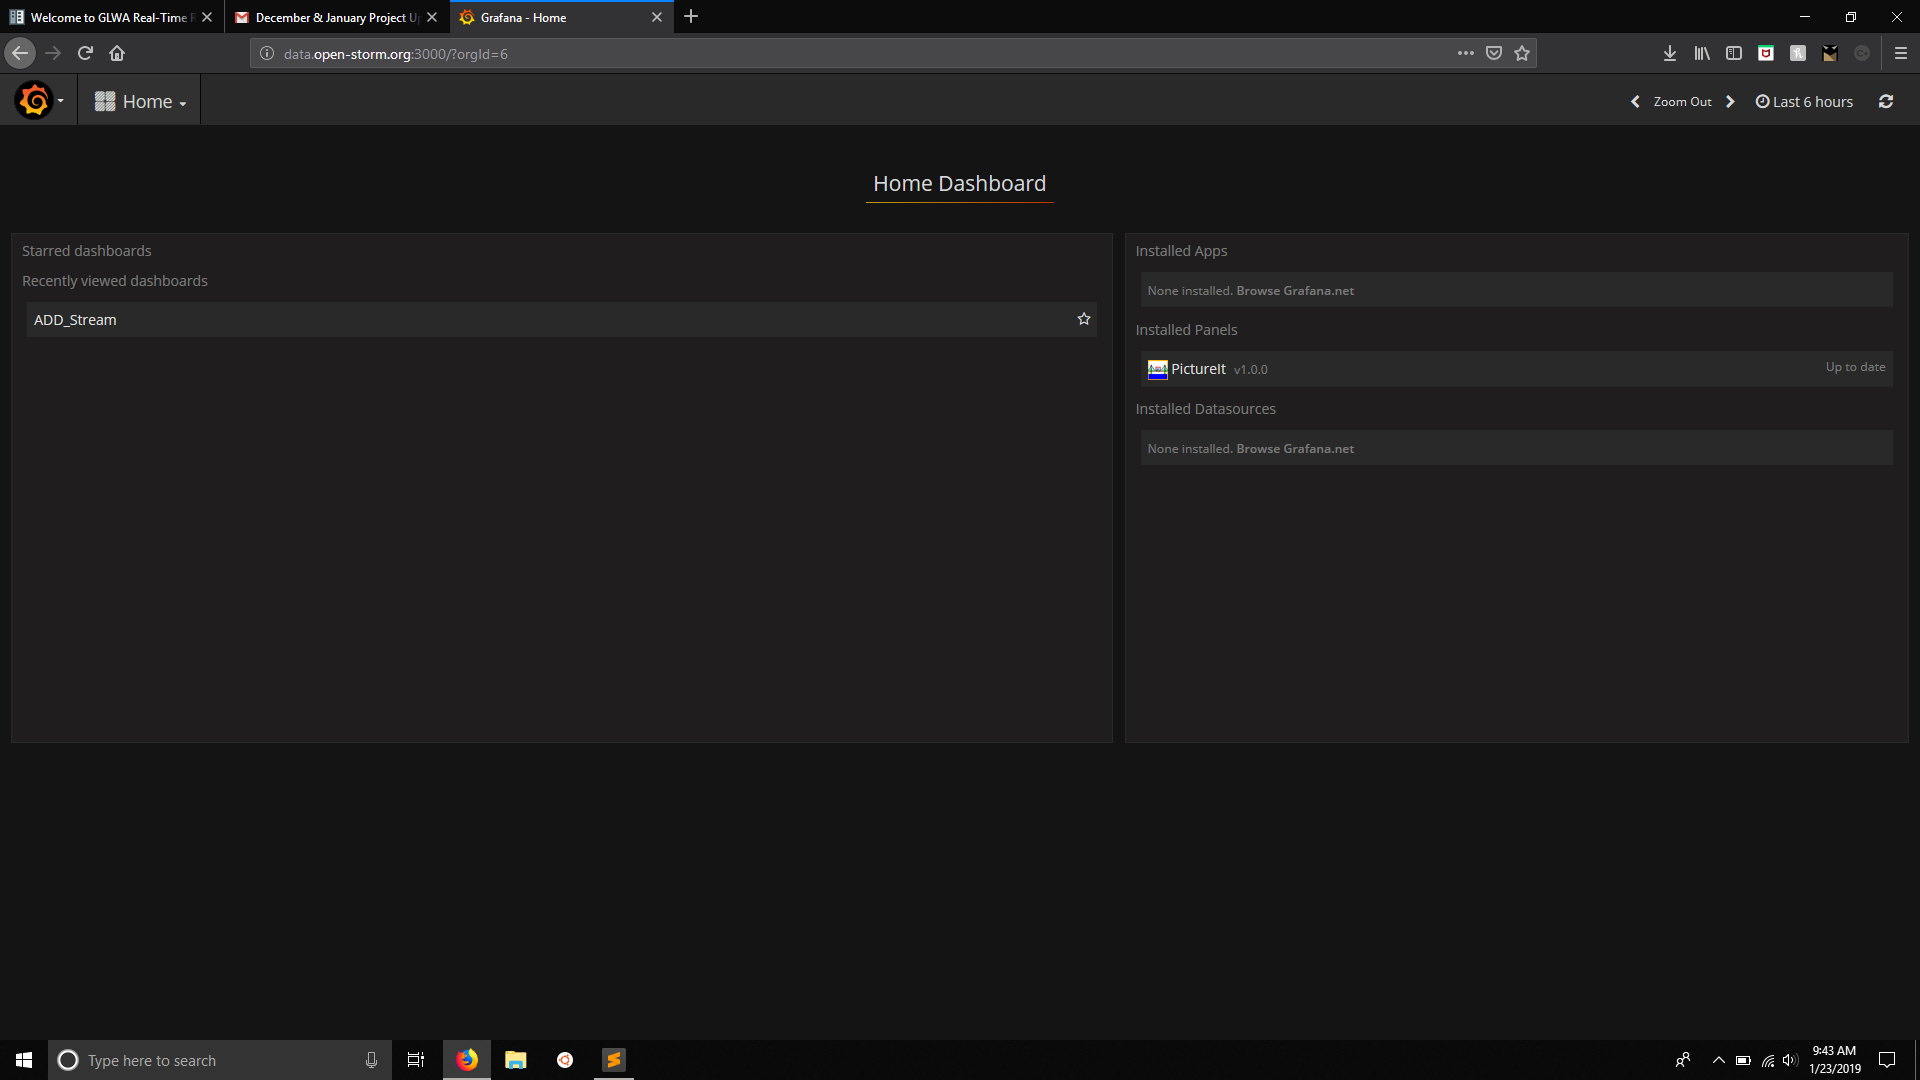 Welcome to GLWA Real-Time
December & January Project
Grafana - Home
data.open-storm.org:3000/?orgId=6
Home
Zoom Out
Last 6 hours
Home Dashboard
Starred dashboards
Recently viewed dashboards
ADD_Stream
Installed Apps
None installed. Browse Grafana.net
Installed Panels
PictureIt v1.0.0
Up to date
Installed Datasources
None installed. Browse Grafana.net
Type here to search
9:43 AM
1/23/2019